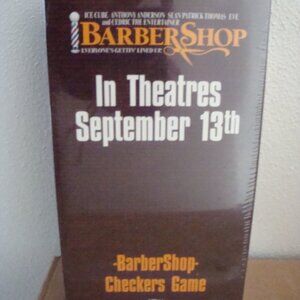 ICE CUBE ANTHONY ANDERSON SEAN PATRICK THOMAS EVE
and CEDRIC THE ENTERTAINER
BARBERSHOP
EVERYONE'S GETTIN' LINED UP.
In Theatres
September 13th
-BarberShop-
Checkers Game